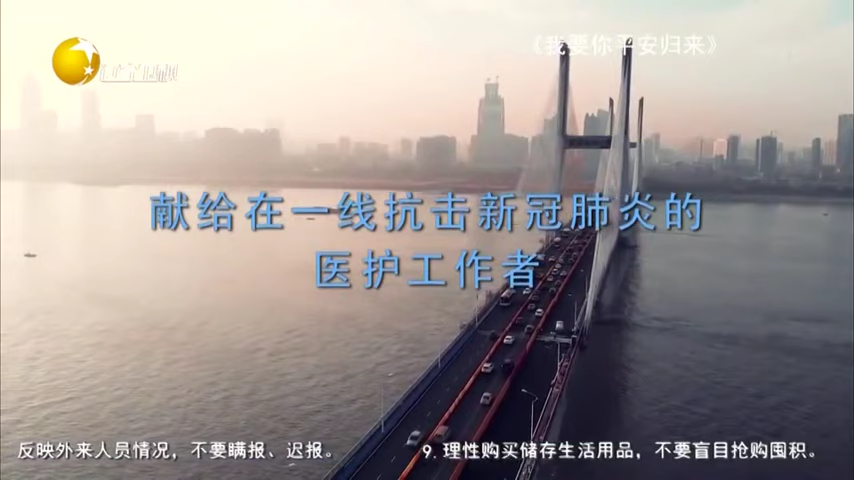 《我要你平安归来》
献给在一线抗击新冠肺炎的
医护工作者
反映外来人员情况，不要瞒报、迟报。 9. 理性购买储存生活用品，不要盲目抢购囤积。